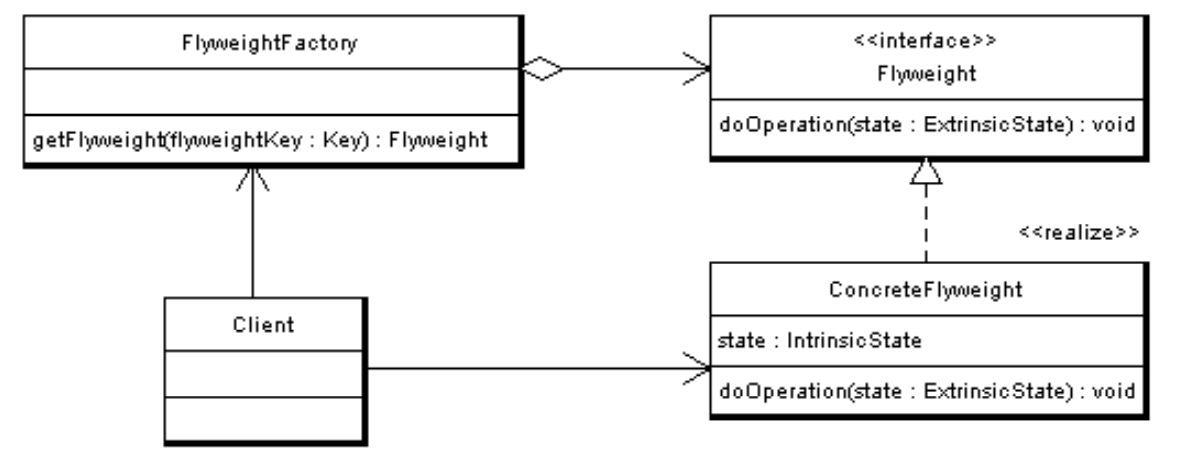 FlyweightFactory
getFlyweight(flyweightKey : Key) : Flyweight
<<interface>>
Flyweight
doOperation(state : ExtrinsicState) : void
<<realize>>
Client
ConcreteFlyweight
state : IntrinsicState
doOperation(state : ExtrinsicState) : void